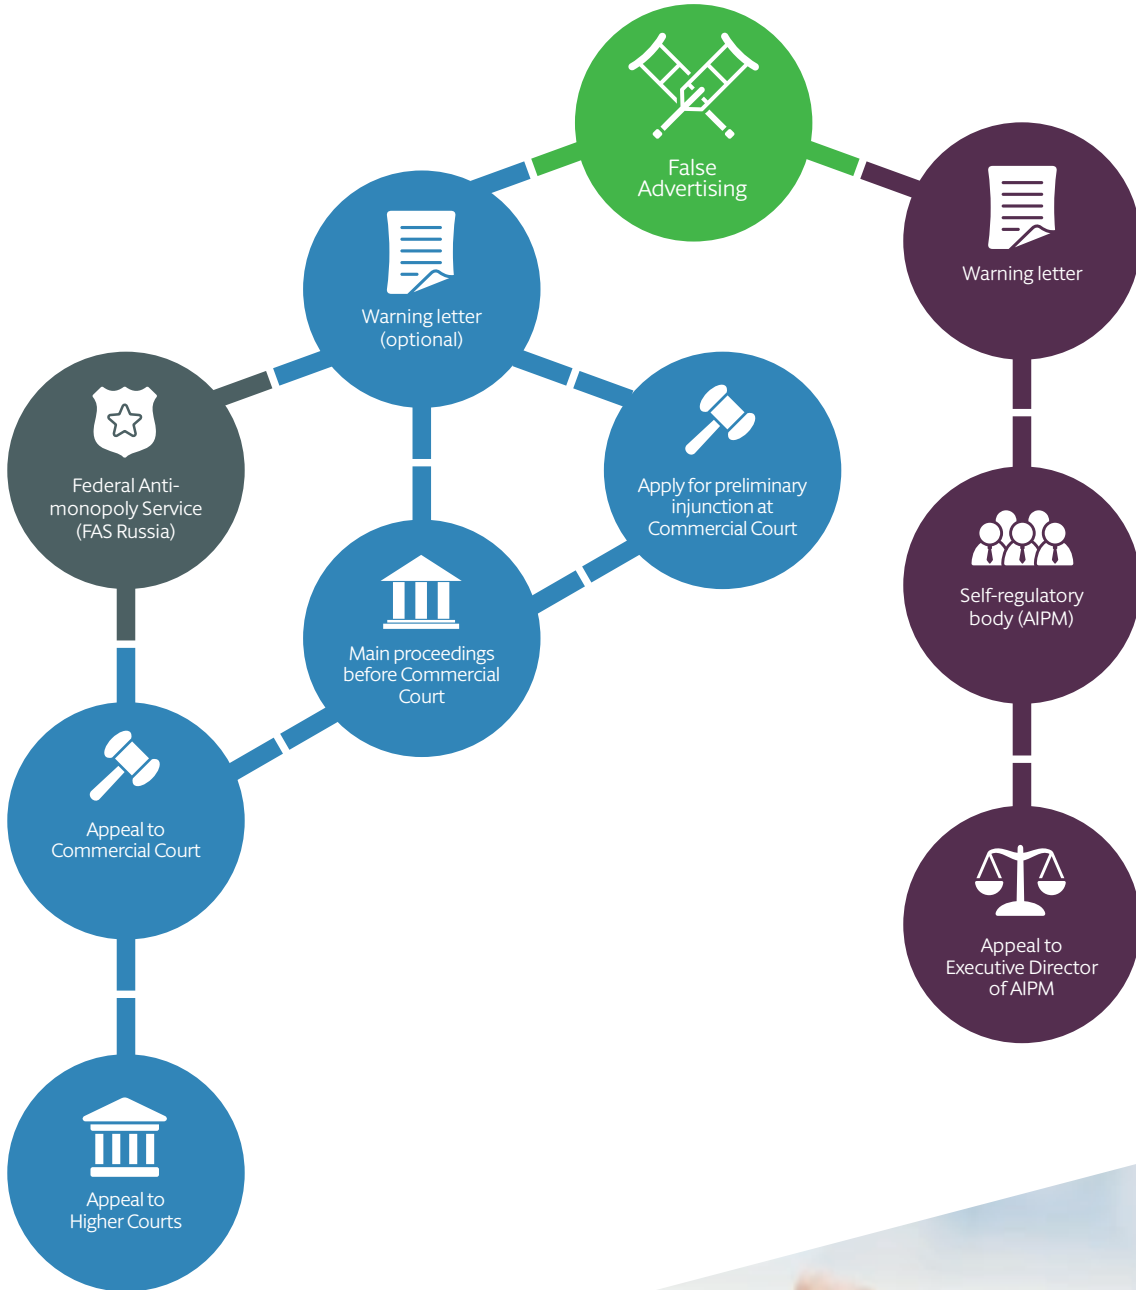 False
Advertising
Warning letter
Warning letter
(optional)
Federal Anti-
monopoly Service
(FAS Russia)
Apply for preliminary
injunction at
Commercial Court
Self-regulatory
body (AIPM)
Main proceedings
before Commercial
Court
Appeal to
Commercial Court
Appeal to
Executive Director
of AIPM
Appeal to
Higher Courts